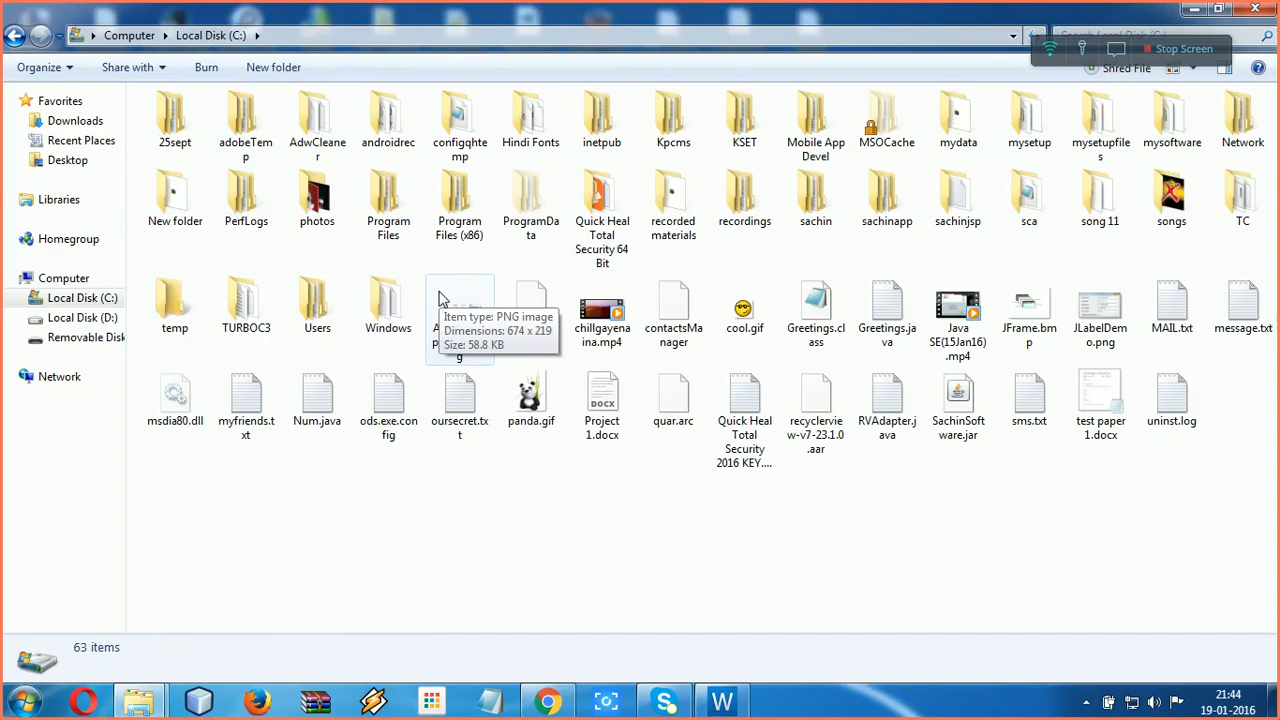 Computer
Local Disk (C:)
Search Local Disk (C:)
Stop Screen
Organize
Share with
Burn
New folder
Shred File
Favorites
Downloads
Recent Places
Desktop
Libraries
Homegroup
Computer
Local Disk (C:)
Local Disk (D:)
Removable Disk
Network
25sept
adobeTem
p
AdwCleane
r
androidrec
configqhte
mp
Hindi Fonts
inetpub
Kpcms
KSET
Mobile App
Devel
MSOCache
mydata
mysetup
mysetupfile
s
mysoftware
Network
New folder
PerfLogs
photos
Program
Files
Program
Files (x86)
ProgramDa
ta
Quick Heal
Total
Security 64
Bit
recorded
materials
recordings
sachin
sachinapp
sachinjsp
sca
song 11
songs
TC
temp
TURBOC3
Users
Windows
g
Item type: PNG image
Dimensions: 674 x 219
Size: 58.8 KB
chillgayena
ina.mp4
contactsMa
nager
cool.gif
Greetings.cl
ass
Greetings.ja
va
Java
SE(15Jan16)
.mp4
JFrame.bm
p
JLabelDem
o.png
MAIL.txt
message.txt
msdia80.dll
myfriends.t
xt
Num.java
ods.exe.con
fig
oursecret.tx
t
panda.gif
DOCX
Project
1.docx
quar.arc
Quick Heal
Total
Security
2016 KEY....
recyclervie
w-v7-23.1.0
.aar
RVAdapter.j
ava
SachinSoft
ware.jar
sms.txt
test paper
1.docx
uninst.log
63 items
W
21:44
19-01-2016